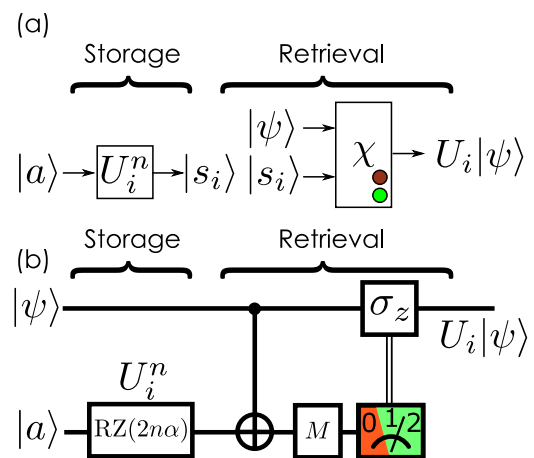 (a)
Storage Retrieval
|ψ⟩
|a⟩ U_i^n |s_i⟩ |s_i⟩ χ U_i|ψ⟩
(b)
Storage Retrieval
|ψ⟩ σ_z
U_i|ψ⟩
U_i^n
|a⟩ RZ(2nα) M 0 1 2